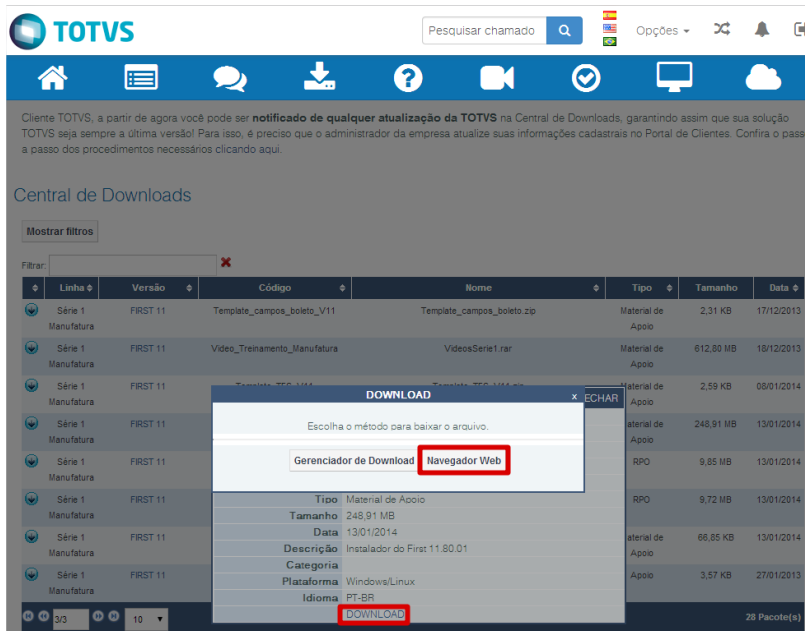 TOTVS
Pesquisar chamado
Opções
Cliente TOTVS, a partir de agora você pode ser notificado de qualquer atualização da TOTVS na Central de Downloads, garantindo assim que sua solução
TOTVS seja sempre a última versão! Para isso, é preciso que o administrador da empresa atualize suas informações cadastrais no Portal de Clientes. Confira o pass
a passo dos procedimentos necessários clicando aqui.
Central de Downloads
Mostrar filtros
Filtrar:
Linha Versão Código Nome Tipo Tamanho Data
Série 1 Manufatura FIRST 11 Template_campos_boleto_V11 Template_campos_boleto.zip Material de Apoio 2,31 KB 17/12/2013
Série 1 Manufatura FIRST 11 Video_Treinamento_Manufatura VideosSerie1.rar Material de Apoio 612,80 MB 18/12/2013
Série 1 Manufatura FIRST 11 Material de Apoio 2,59 KB 08/01/2014
DOWNLOAD x ECHAR
Série 1 Manufatura FIRST 11 aterial de Apoio 248,91 MB 13/01/2014
Escolha o método para baixar o arquivo.
Série 1 Manufatura FIRST 11 RPO 9,85 MB 13/01/2014
Gerenciador de Download Navegador Web
Série 1 Manufatura FIRST 11 RPO 9,72 MB 13/01/2014
Tipo Material de Apoio
Tamanho 248,91 MB
Data 13/01/2014
Série 1 Manufatura FIRST 11 aterial de Apoio 66,85 KB 13/01/2014
Descrição Instalador do First 11.80.01
Categoria
Série 1 Manufatura FIRST 11 Apoio 3,57 KB 27/01/2013
Plataforma Windows/Linux
Idioma PT-BR
DOWNLOAD
3/3 10 28 Pacote(s)